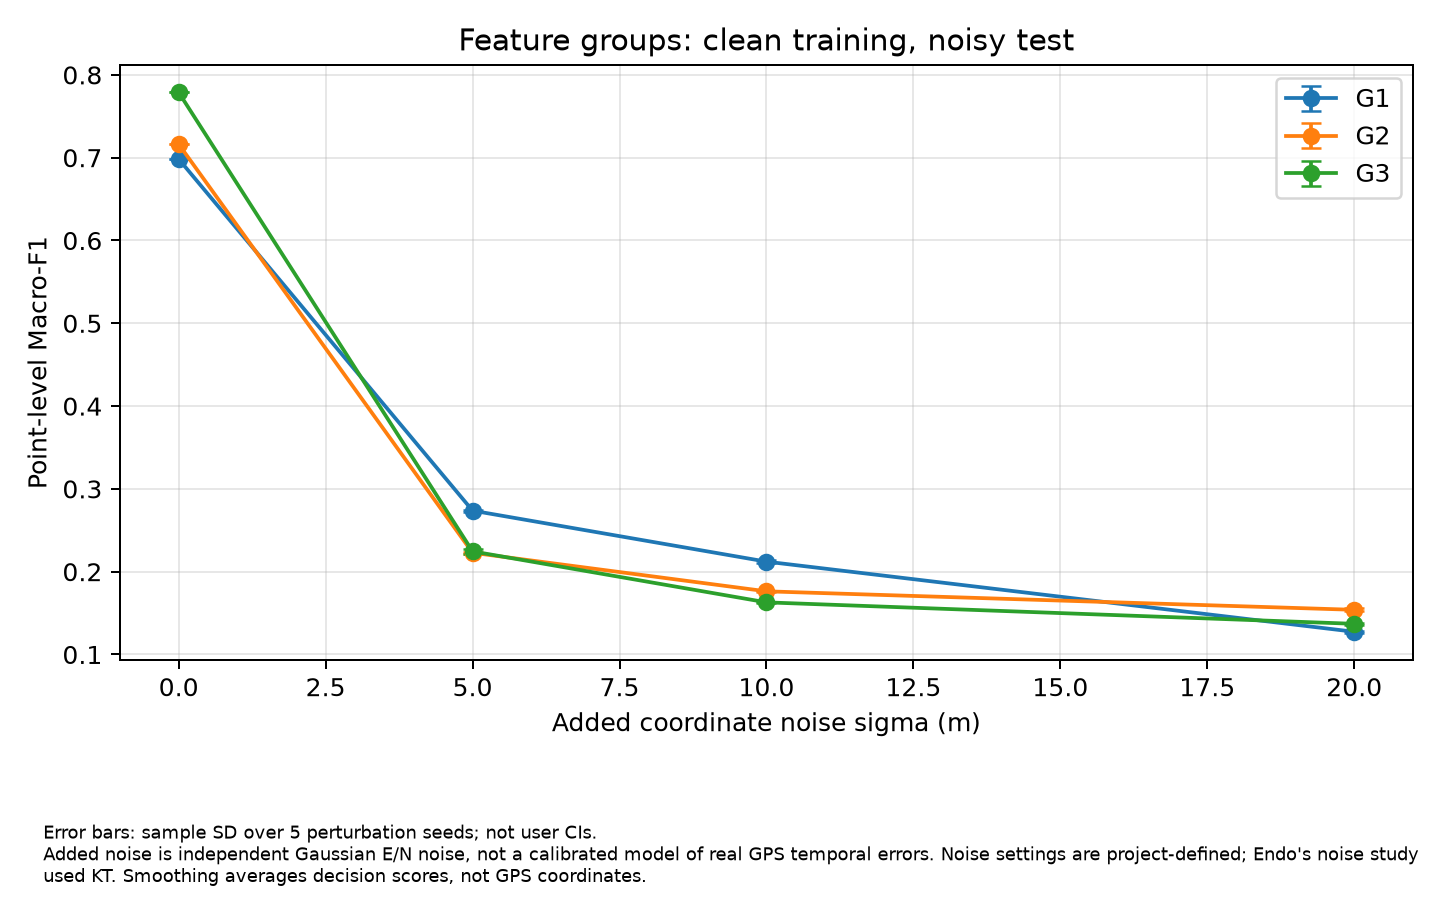 Feature groups: clean training, noisy test
G1
G2
G3
Point-level Macro-F1
0.8
0.7
0.6
0.5
0.4
0.3
0.2
0.1
0.0 2.5 5.0 7.5 10.0 12.5 15.0 17.5 20.0
Added coordinate noise sigma (m)
Error bars: sample SD over 5 perturbation seeds; not user CIs.
Added noise is independent Gaussian E/N noise, not a calibrated model of real GPS temporal errors. Noise settings are project-defined; Endo's noise study
used KT. Smoothing averages decision scores, not GPS coordinates.